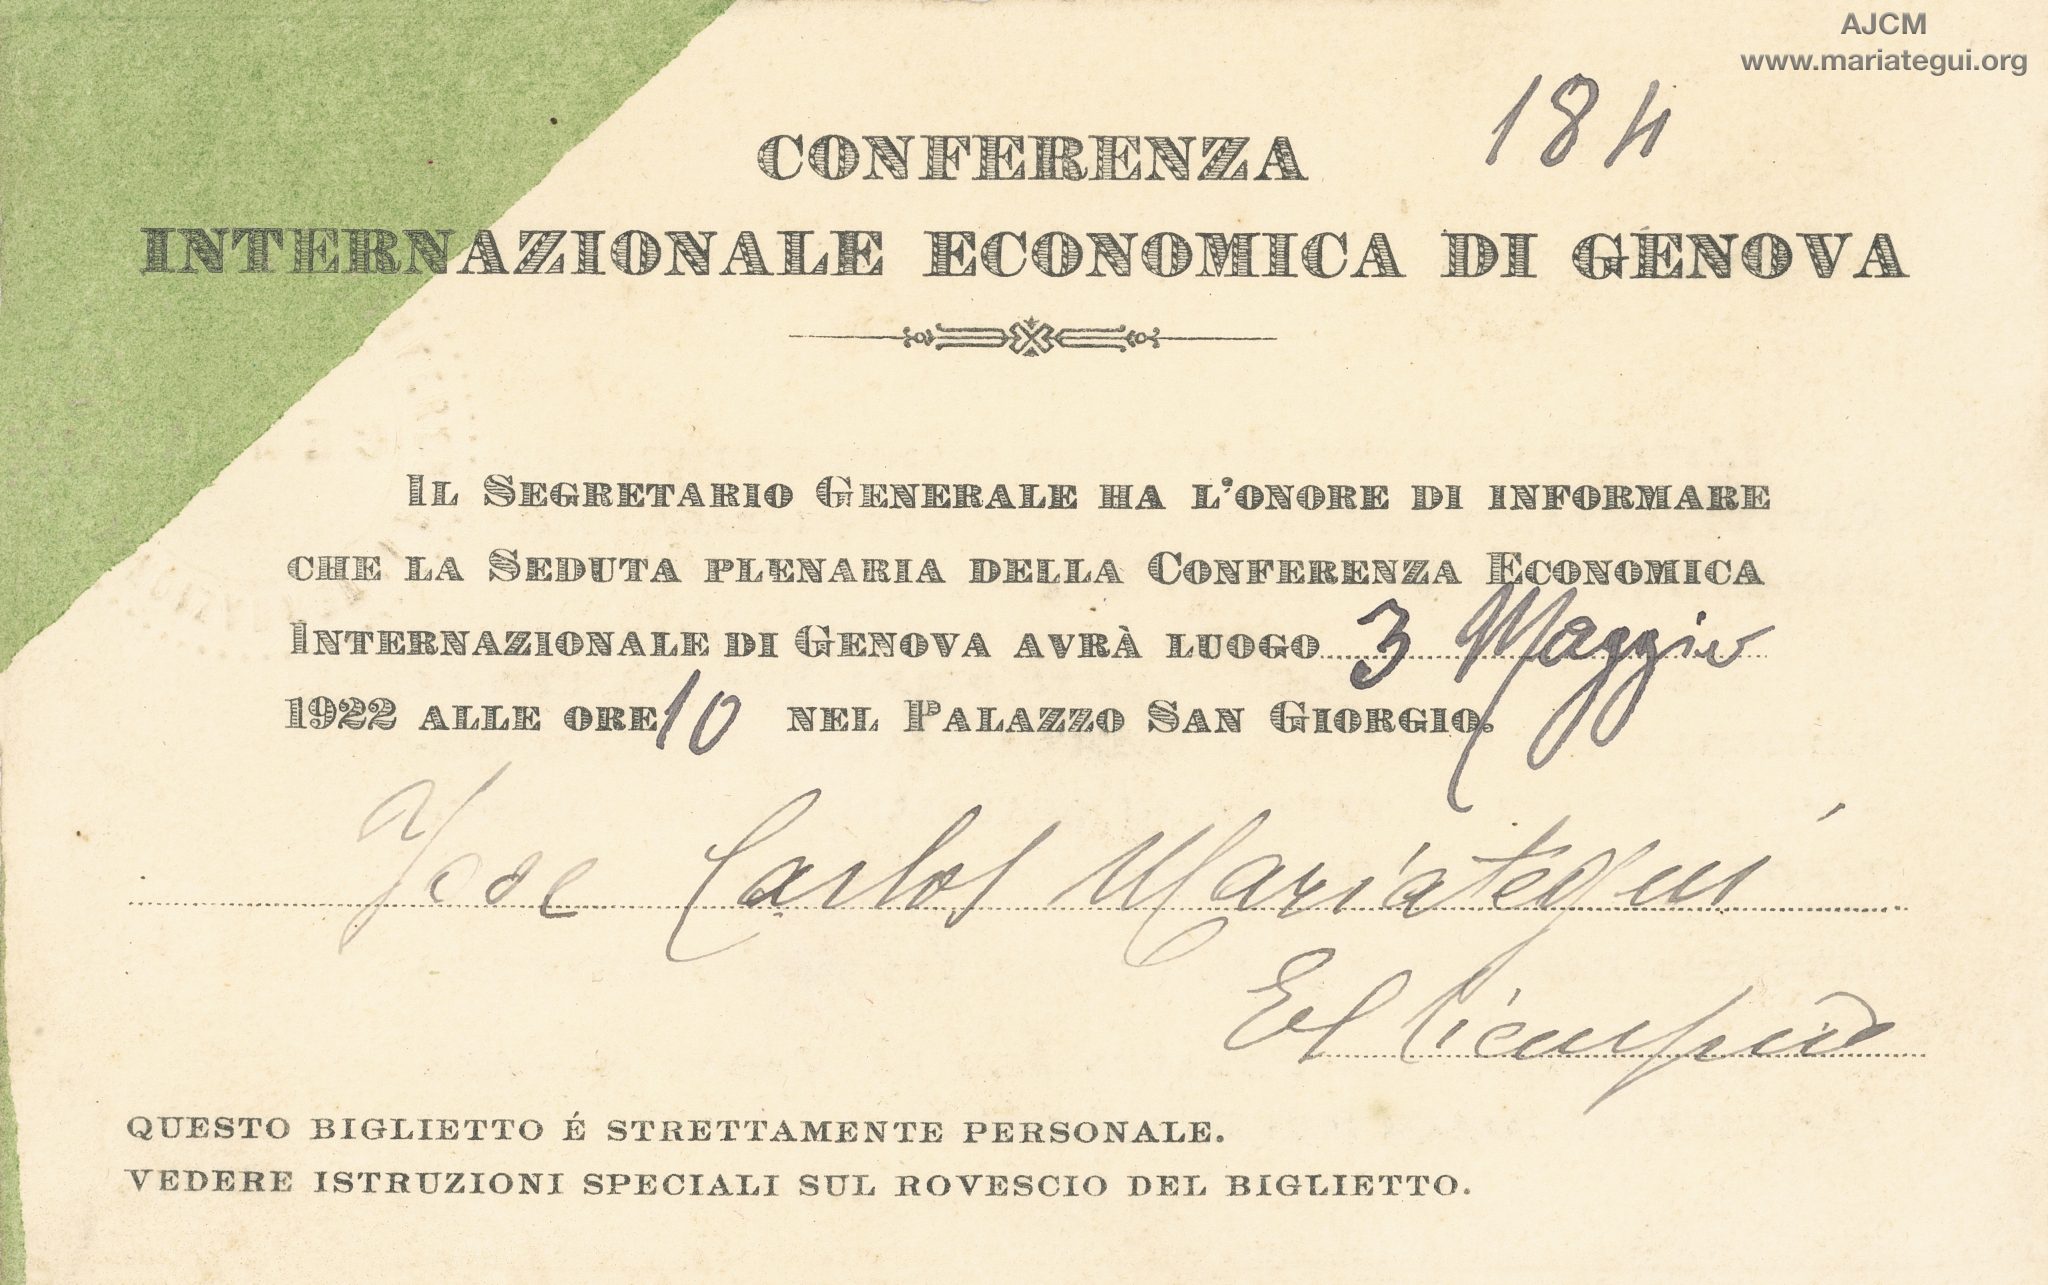 AJCM
www.mariategui.org
184
CONFERENZA
INTERNAZIONALE ECONOMICA DI GENOVA
IL SEGRETARIO GENERALE HA L'ONORE DI INFORMARE
CHE LA SEDUTA PLENARIA DELLA CONFERENZA ECONOMICA
INTERNAZIONALE DI GENOVA AVRÀ LUOGO 3 Maggio
1922 ALLE ORE 10 NEL PALAZZO SAN GIORGIO.
Jose Carlos Mariátegui
El Tiempo
QUESTO BIGLIETTO É STRETTAMENTE PERSONALE.
VEDERE ISTRUZIONI SPECIALI SUL ROVESCIO DEL BIGLIETTO.